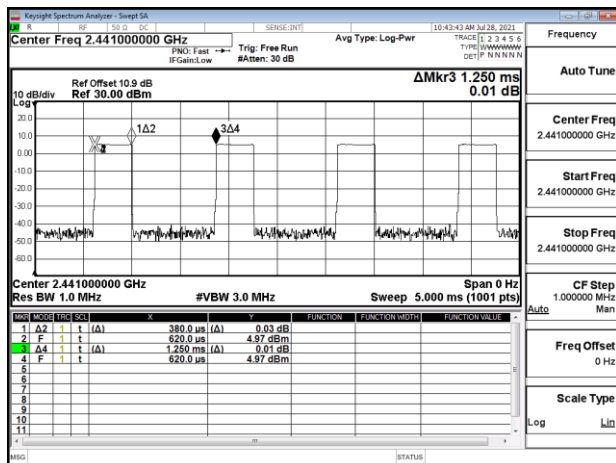 Keysight Spectrum Analyzer - Swept SA
R RF 50 Ω DC SENSE:INT 10:43:43 AM Jul 28, 2021
Center Freq 2.441000000 GHz Avg Type: Log-Pwr TRACE 1 2 3 4 5 6
PNO: Fast Trig: Free Run TYPE WWWWWW
IFGain:Low #Atten: 30 dB DET P N N N N N
ΔMkr3 1.250 ms
0.01 dB
Ref Offset 10.9 dB
10 dB/div Ref 30.00 dBm
Log
20.0
10.0
0.00
-10.0
-20.0
-30.0
-40.0
-50.0
-60.0
1Δ2
3Δ4
Center 2.441000000 GHz Span 0 Hz
Res BW 1.0 MHz #VBW 3.0 MHz Sweep 5.000 ms (1001 pts)
MKR MODE TRC SCL X Y FUNCTION FUNCTION WIDTH FUNCTION VALUE
1 Δ2 1 t (Δ) 380.0 µs (Δ) 0.03 dB
2 F 1 t 620.0 µs 4.97 dBm
3 Δ4 1 t (Δ) 1.250 ms (Δ) 0.01 dB
4 F 1 t 620.0 µs 4.97 dBm
5
6
7
8
9
10
11
MSG STATUS
Frequency
Auto Tune
Center Freq
2.441000000 GHz
Start Freq
2.441000000 GHz
Stop Freq
2.441000000 GHz
CF Step
1.000000 MHz
Auto Man
Freq Offset
0 Hz
Scale Type
Log Lin